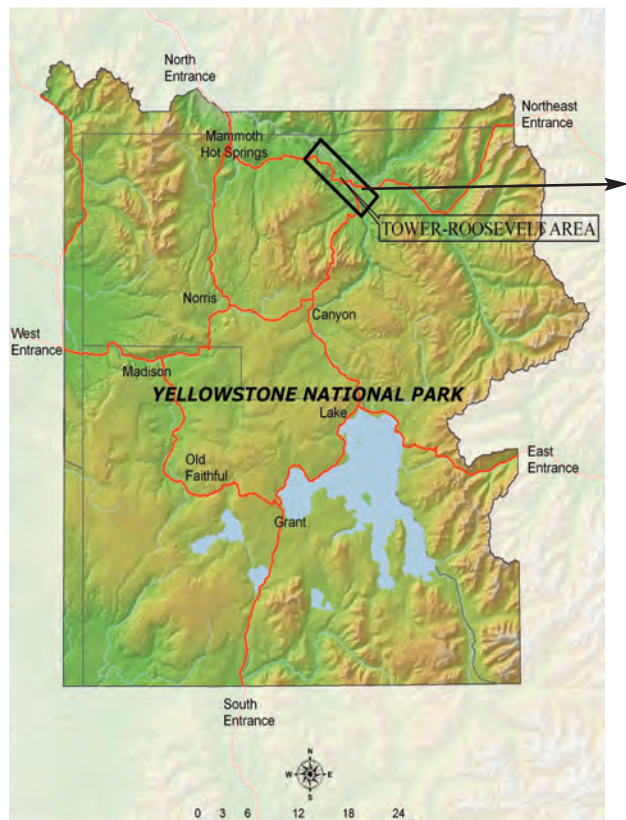 North
Entrance
Northeast
Entrance
Mammoth
Hot Springs
TOWER-ROOSEVELT AREA
Norris
Canyon
West
Entrance
Madison
YELLOWSTONE NATIONAL PARK
Lake
Old
Faithful
East
Entrance
Grant
South
Entrance
N
W E
S
0 3 6 12 18 24